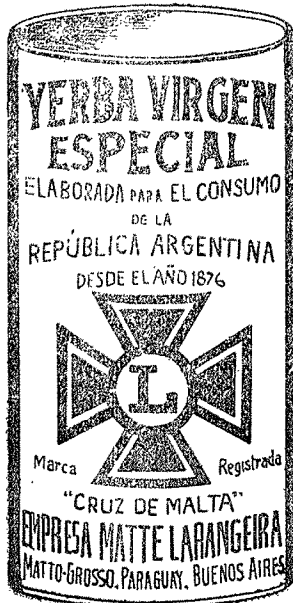 YERBA VIRGEN
ESPECIAL
ELABORADA PARA EL CONSUMO
DE LA
REPÚBLICA ARGENTINA
DESDE EL AÑO 1876
L
Marca Registrada
"CRUZ DE MALTA"
EMPRESA MATTE LARANGEIRA
MATTO-GROSSO, PARAGUAY, BUENOS AIRES